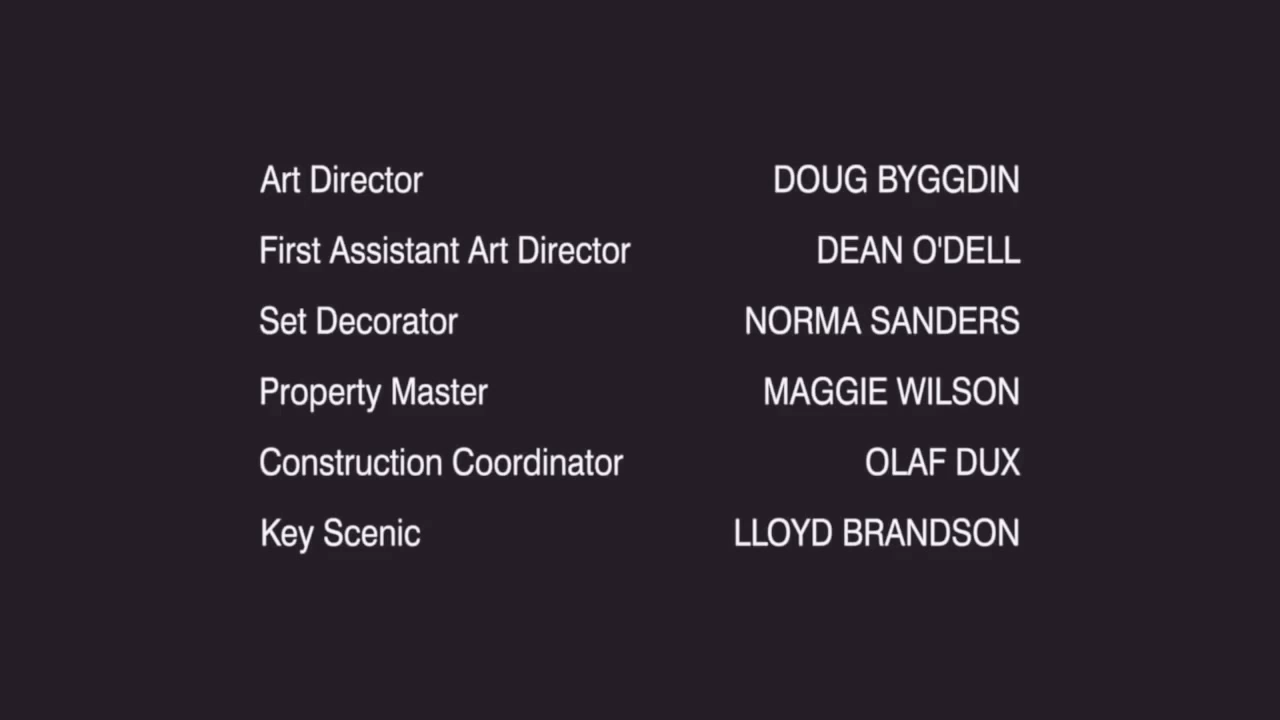 Art Director DOUG BYGGDIN
First Assistant Art Director DEAN O'DELL
Set Decorator NORMA SANDERS
Property Master MAGGIE WILSON
Construction Coordinator OLAF DUX
Key Scenic LLOYD BRANDSON